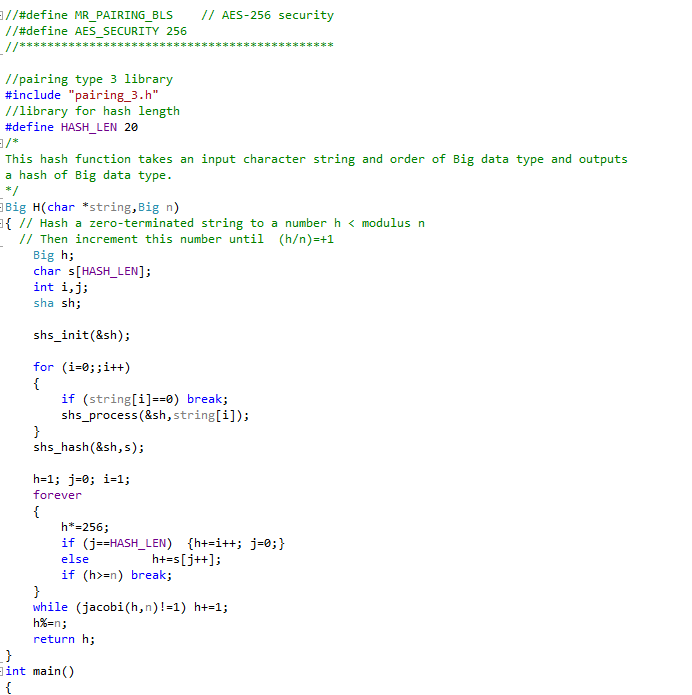 //#define MR_PAIRING_BLS    // AES-256 security
//#define AES_SECURITY 256
//*********************************************

//pairing type 3 library
#include "pairing_3.h"
//library for hash length
#define HASH_LEN 20
/*
This hash function takes an input character string and order of Big data type and outputs
a hash of Big data type.
*/
Big H(char *string,Big n)
{ // Hash a zero-terminated string to a number h < modulus n
  // Then increment this number until  (h/n)=+1
    Big h;
    char s[HASH_LEN];
    int i,j;
    sha sh;

    shs_init(&sh);

    for (i=0;;i++)
    {
        if (string[i]==0) break;
        shs_process(&sh,string[i]);
    }
    shs_hash(&sh,s);

    h=1; j=0; i=1;
    forever
    {
        h*=256;
        if (j==HASH_LEN)  {h+=i++; j=0;}
        else         h+=s[j++];
        if (h>=n) break;
    }
    while (jacobi(h,n)!=1) h+=1;
    h%=n;
    return h;
}
int main()
{